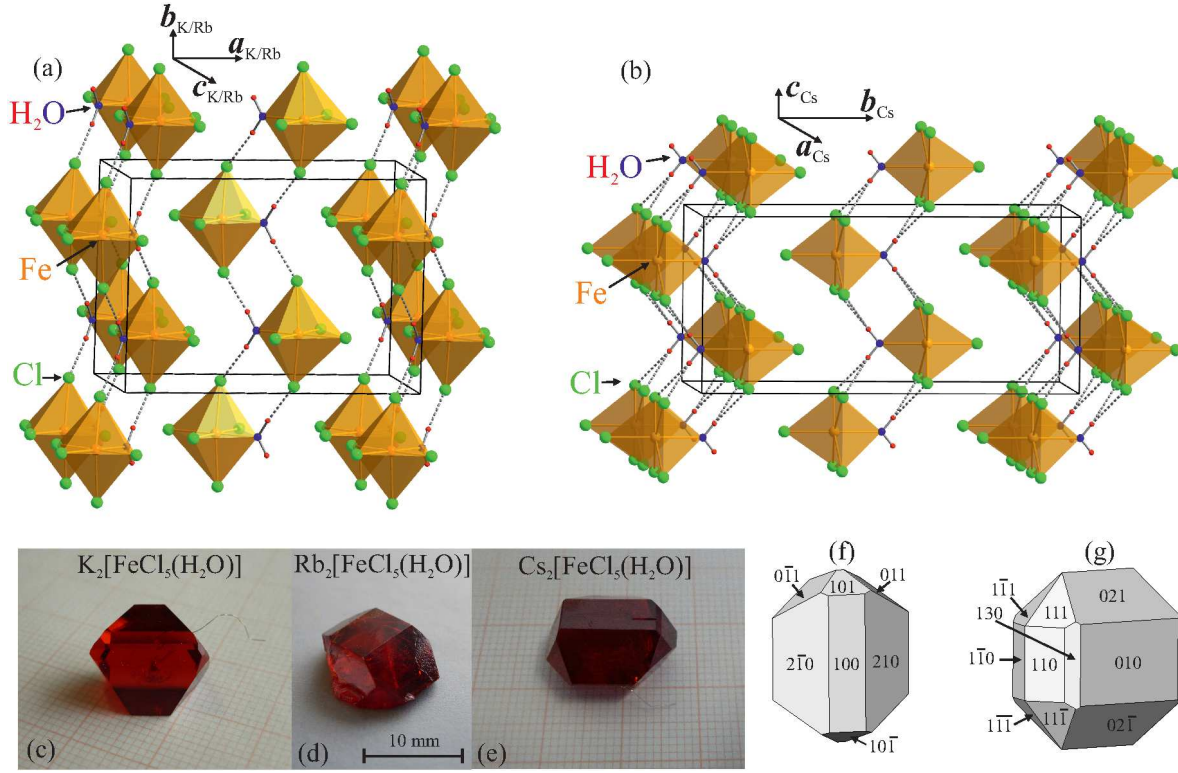 (a)
b K/Rb
a K/Rb
c K/Rb
H₂O
Fe
Cl
(b)
c Cs
b Cs
a Cs
H₂O
Fe
Cl
K₂[FeCl₅(H₂O)]
(c)
Rb₂[FeCl₅(H₂O)]
(d)
10 mm
Cs₂[FeCl₅(H₂O)]
(e)
(f)
01̅1
101
011
21̅0
100
210
101̅
(g)
11̅1
130
111
021
11̅0
110
010
11̅1̅
111̅
021̅